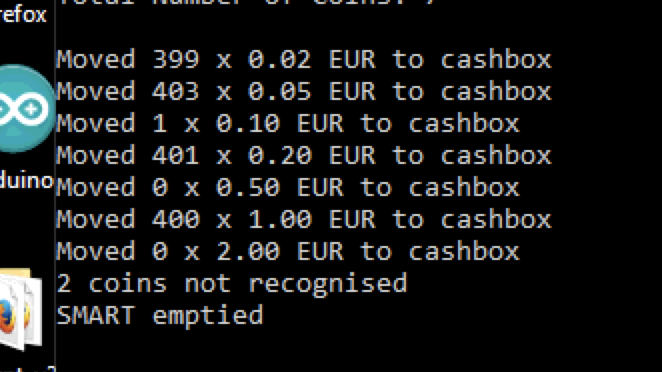 refox
Moved 399 x 0.02 EUR to cashbox
Moved 403 x 0.05 EUR to cashbox
Moved 1 x 0.10 EUR to cashbox
Moved 401 x 0.20 EUR to cashbox
duino
Moved 0 x 0.50 EUR to cashbox
Moved 400 x 1.00 EUR to cashbox
Moved 0 x 2.00 EUR to cashbox
2 coins not recognised
SMART emptied